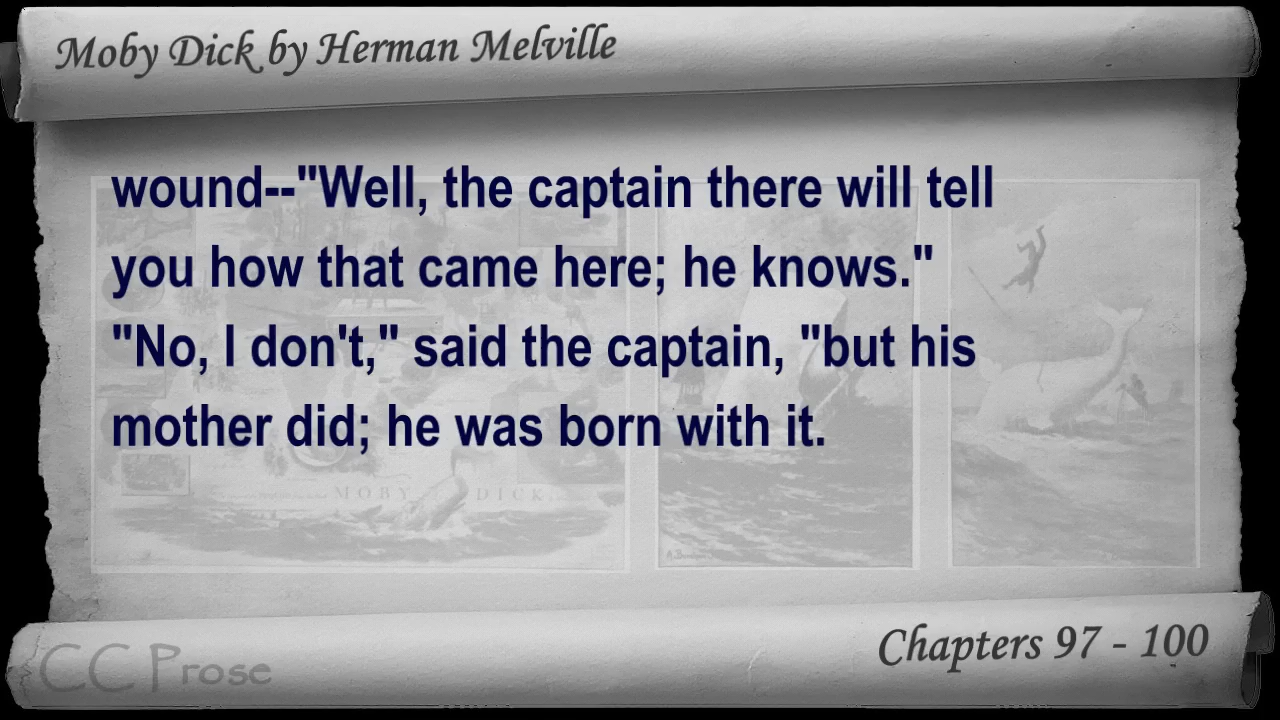 Moby Dick by Herman Melville
wound--"Well, the captain there will tell
you how that came here; he knows."
"No, I don't," said the captain, "but his
mother did; he was born with it.
MOBY DICK
Chapters 97 - 100
CC Prose